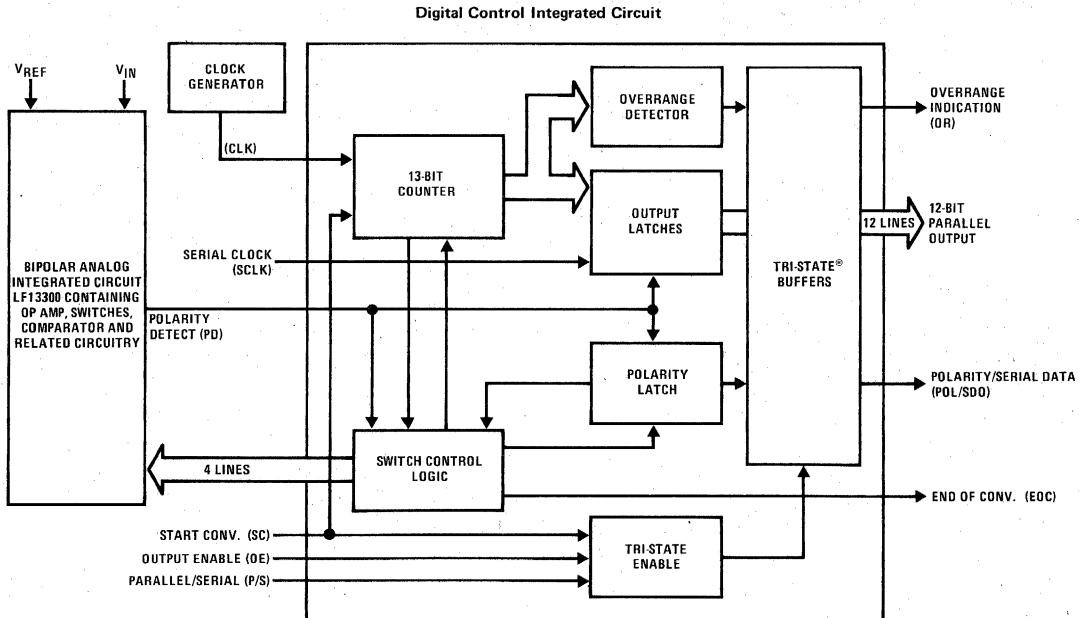 Digital Control Integrated Circuit
VREF
VIN
CLOCK
GENERATOR
(CLK)
13-BIT
COUNTER
OVERRANGE
DETECTOR
OVERRANGE
INDICATION
(OR)
OUTPUT
LATCHES
12 LINES
12-BIT
PARALLEL
OUTPUT
SERIAL CLOCK
(SCLK)
TRI-STATE®
BUFFERS
BIPOLAR ANALOG
INTEGRATED CIRCUIT
LF13300 CONTAINING
OP AMP, SWITCHES,
COMPARATOR AND
RELATED CIRCUITRY
POLARITY
DETECT (PD)
POLARITY
LATCH
POLARITY/SERIAL DATA
(POL/SDO)
4 LINES
SWITCH CONTROL
LOGIC
END OF CONV. (EOC)
START CONV. (SC)
OUTPUT ENABLE (OE)
PARALLEL/SERIAL (P/S)
TRI-STATE
ENABLE